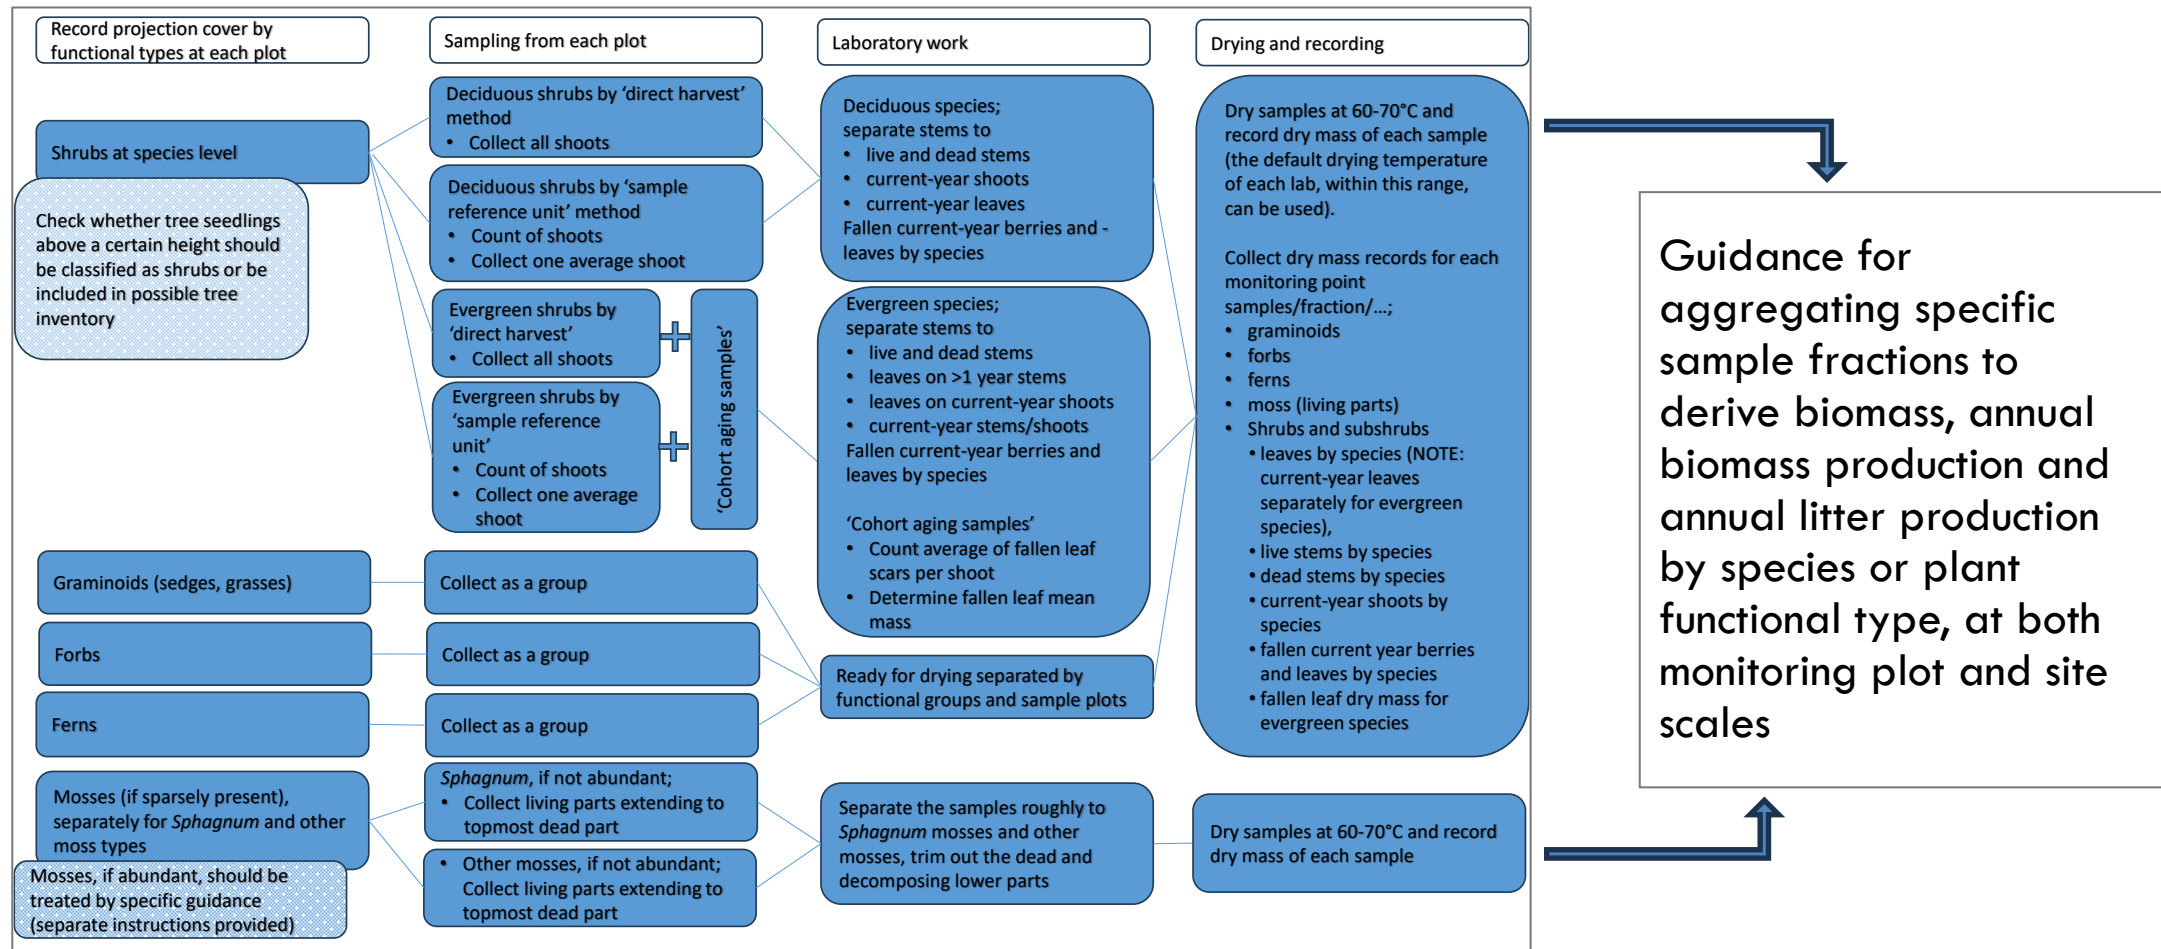 Record projection cover by
functional types at each plot
Sampling from each plot
Laboratory work
Drying and recording
Shrubs at species level
Check whether tree seedlings
above a certain height should
be classified as shrubs or be
included in possible tree
inventory
Deciduous shrubs by ‘direct harvest’
method
• Collect all shoots
Deciduous shrubs by ‘sample
reference unit’ method
• Count of shoots
• Collect one average shoot
Evergreen shrubs by
‘direct harvest’
• Collect all shoots
Evergreen shrubs by
‘sample reference
unit’
• Count of shoots
• Collect one average
shoot
‘Cohort aging samples’
Deciduous species;
separate stems to
• live and dead stems
• current-year shoots
• current-year leaves
Fallen current-year berries and -
leaves by species
Evergreen species;
separate stems to
• live and dead stems
• leaves on >1 year stems
• leaves on current-year shoots
• current-year stems/shoots
Fallen current-year berries and
leaves by species
‘Cohort aging samples’
• Count average of fallen leaf
scars per shoot
• Determine fallen leaf mean
mass
Dry samples at 60-70°C and
record dry mass of each sample
(the default drying temperature
of each lab, within this range,
can be used).
Collect dry mass records for each
monitoring point
samples/fraction/...;
• graminoids
• forbs
• ferns
• moss (living parts)
• Shrubs and subshrubs
• leaves by species (NOTE:
current-year leaves
separately for evergreen
species),
• live stems by species
• dead stems by species
• current-year shoots by
species
• fallen current year berries
and leaves by species
• fallen leaf dry mass for
evergreen species
Graminoids (sedges, grasses)
Collect as a group
Forbs
Collect as a group
Ferns
Collect as a group
Ready for drying separated by
functional groups and sample plots
Mosses (if sparsely present),
separately for Sphagnum and other
moss types
Mosses, if abundant, should be
treated by specific guidance
(separate instructions provided)
Sphagnum, if not abundant;
• Collect living parts extending to
topmost dead part
• Other mosses, if not abundant;
Collect living parts extending to
topmost dead part
Separate the samples roughly to
Sphagnum mosses and other
mosses, trim out the dead and
decomposing lower parts
Dry samples at 60-70°C and record
dry mass of each sample
Guidance for
aggregating specific
sample fractions to
derive biomass, annual
biomass production and
annual litter production
by species or plant
functional type, at both
monitoring plot and site
scales